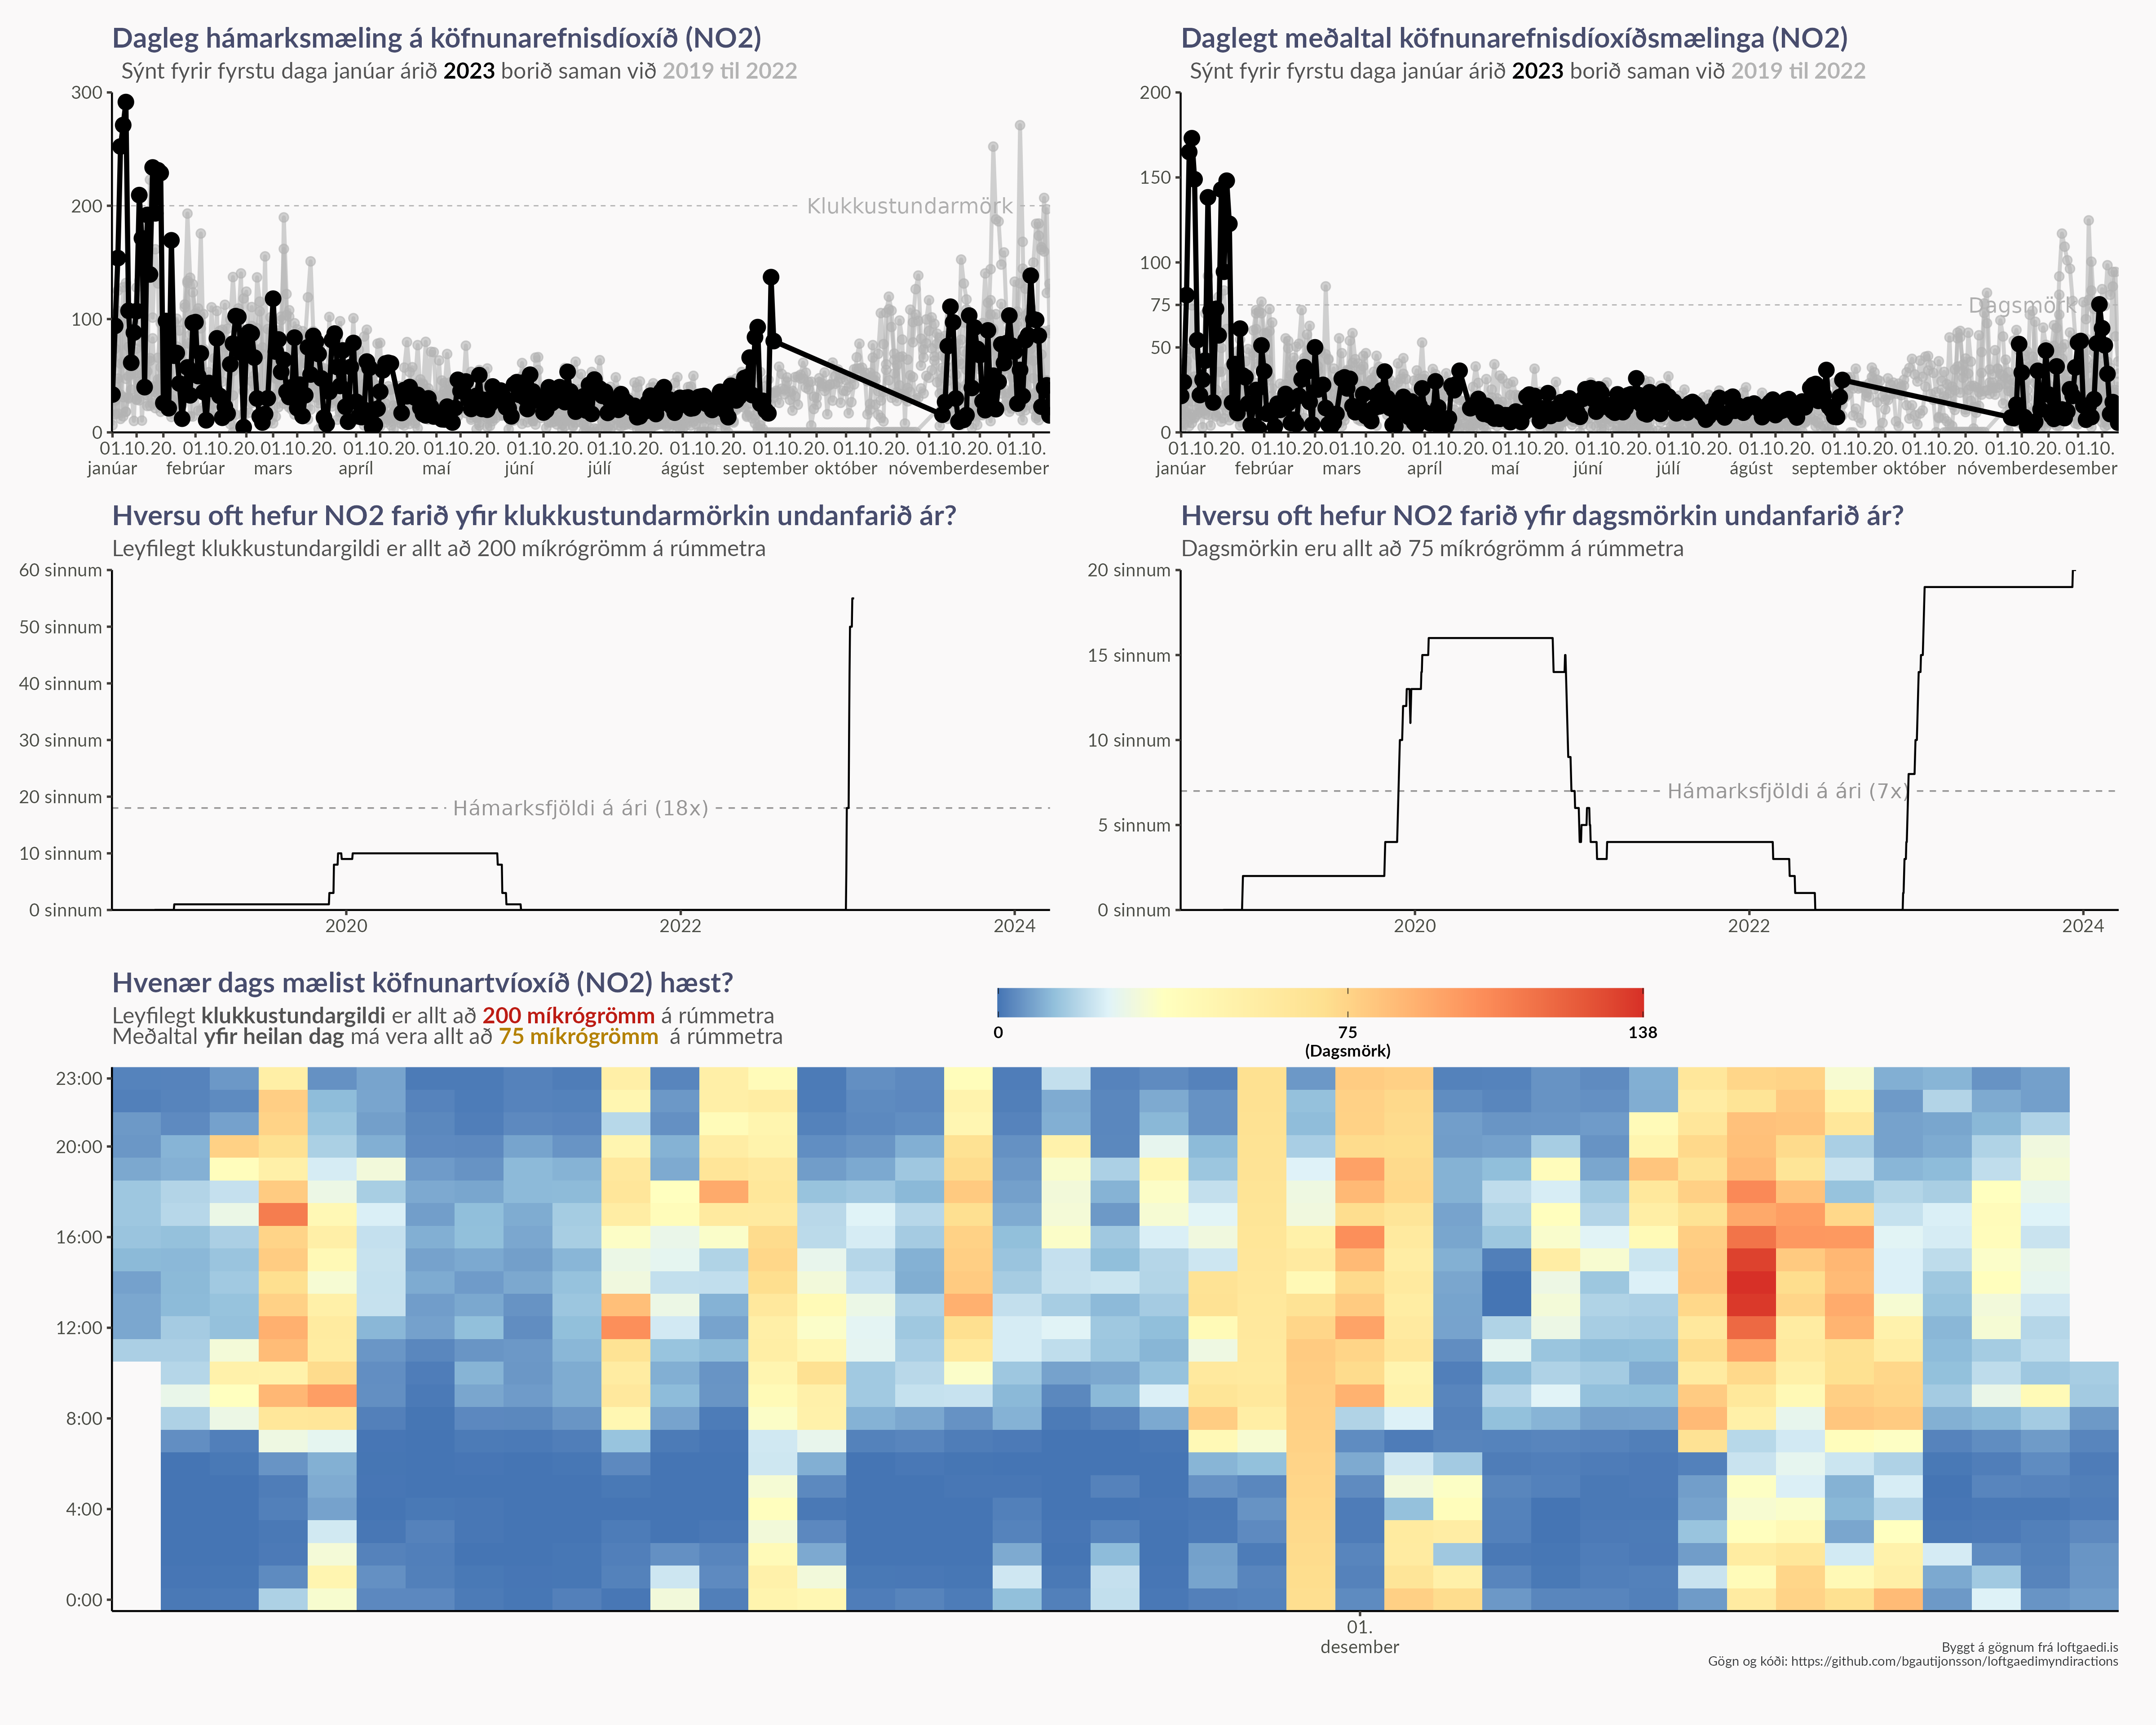 Dagleg hámarksmæling á köfnunarefnisdíoxíð (NO2)
Sýnt fyrir fyrstu daga janúar árið 2023 borið saman við 2019 til 2022
300
200
100
0
Klukkustundarmörk
01.10.20. 01.10.20. 01.10.20. 01.10.20. 01.10.20. 01.10.20. 01.10.20. 01.10.20. 01.10.20. 01.10.20. 01.10.20. 01.10.
janúar febrúar mars apríl maí júní júlí ágúst september október nóvember desember
Daglegt meðaltal köfnunarefnisdíoxíðsmælinga (NO2)
Sýnt fyrir fyrstu daga janúar árið 2023 borið saman við 2019 til 2022
200
150
100
75
50
0
Dagsmörk
01.10.20. 01.10.20. 01.10.20. 01.10.20. 01.10.20. 01.10.20. 01.10.20. 01.10.20. 01.10.20. 01.10.20. 01.10.20. 01.10.
janúar febrúar mars apríl maí júní júlí ágúst september október nóvember desember
Hversu oft hefur NO2 farið yfir klukkustundarmörkin undanfarið ár?
Leyfilegt klukkustundargildi er allt að 200 míkrógrömm á rúmmetra
60 sinnum
50 sinnum
40 sinnum
30 sinnum
20 sinnum
10 sinnum
0 sinnum
Hámarksfjöldi á ári (18x)
2020 2022 2024
Hversu oft hefur NO2 farið yfir dagsmörkin undanfarið ár?
Dagsmörkin eru allt að 75 míkrógrömm á rúmmetra
20 sinnum
15 sinnum
10 sinnum
5 sinnum
0 sinnum
Hámarksfjöldi á ári (7x)
2020 2022 2024
Hvenær dags mælist köfnunartvíoxíð (NO2) hæst?
Leyfilegt klukkustundargildi er allt að 200 míkrógrömm á rúmmetra
Meðaltal yfir heilan dag má vera allt að 75 míkrógrömm á rúmmetra
0 75 138
(Dagsmörk)
23:00
20:00
16:00
12:00
8:00
4:00
0:00
01.
desember
Byggt á gögnum frá loftgaedi.is
Gögn og kóði: https://github.com/bgautijonsson/loftgaedimyndiractions